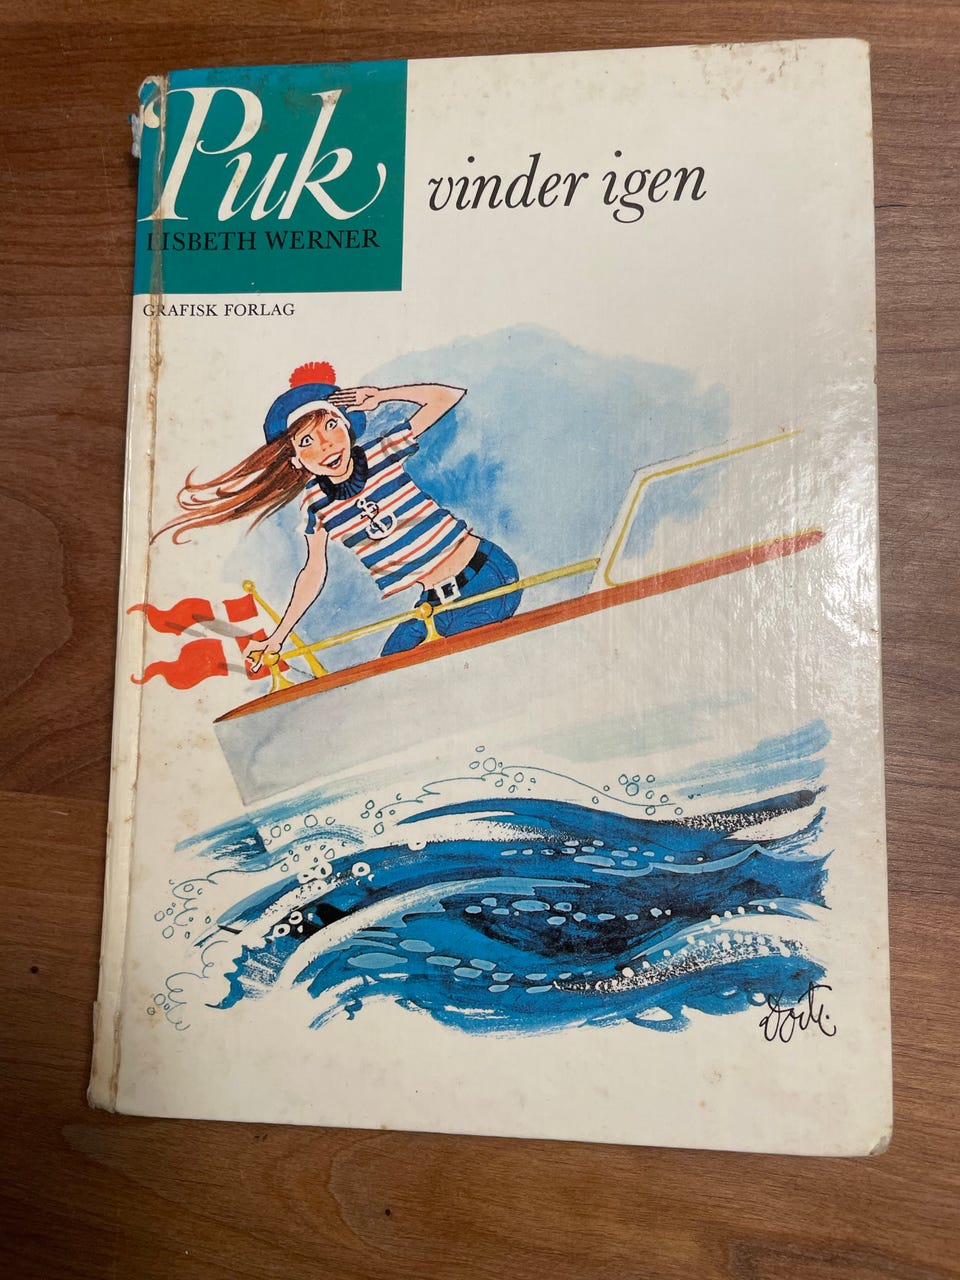 Puk
vinder igen
LISBETH WERNER
GRAFISK FORLAG